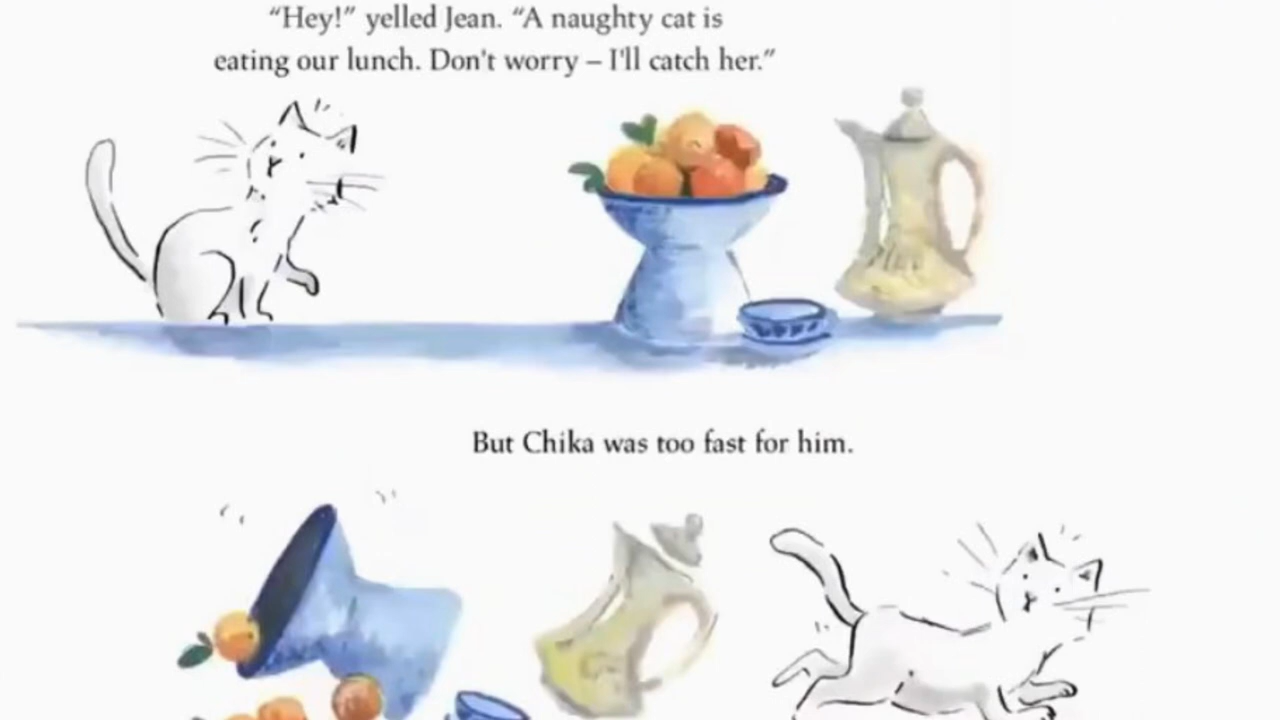 “Hey!” yelled Jean. “A naughty cat is
eating our lunch. Don't worry – I'll catch her.”
But Chika was too fast for him.